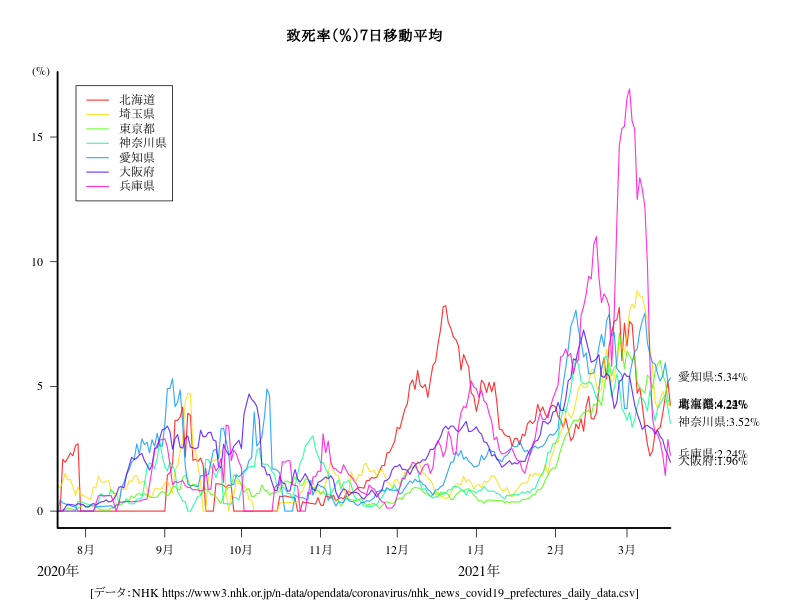 致死率(%)7日移動平均
(%)
北海道
埼玉県
東京都
神奈川県
愛知県
大阪府
兵庫県
15
10
5
0
愛知県:5.34%
神奈川県:3.52%
兵庫県:2.24%
大阪府:1.96%
8月 9月 10月 11月 12月 1月 2月 3月
2020年 2021年
[データ:NHK https://www3.nhk.or.jp/n-data/opendata/coronavirus/nhk_news_covid19_prefectures_daily_data.csv]